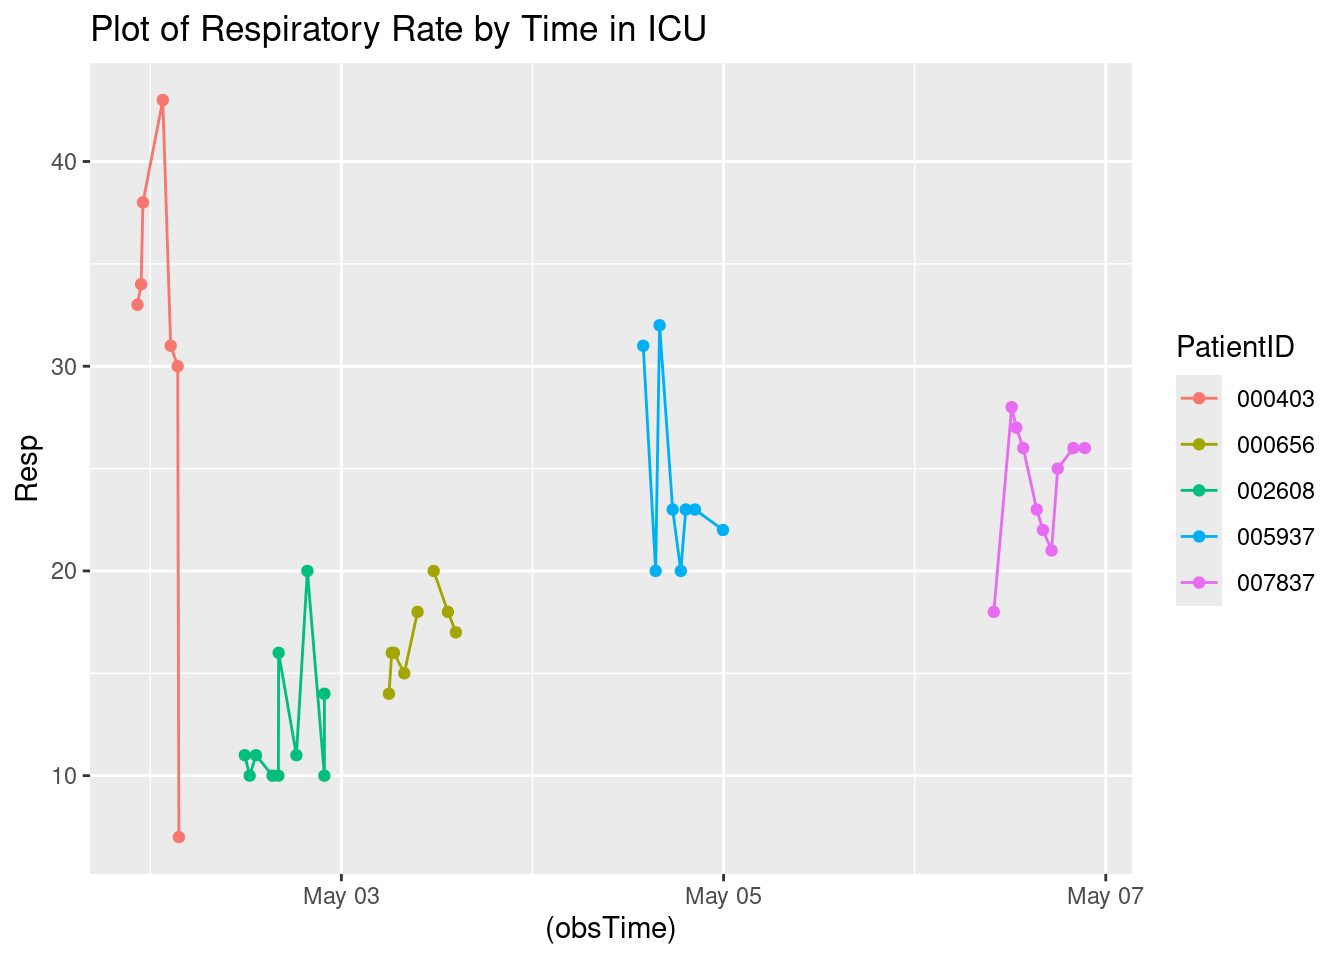 Plot of Respiratory Rate by Time in ICU
40
30
20
10
Resp
May 03
May 05
May 07
(obsTime)
PatientID
000403
000656
002608
005937
007837